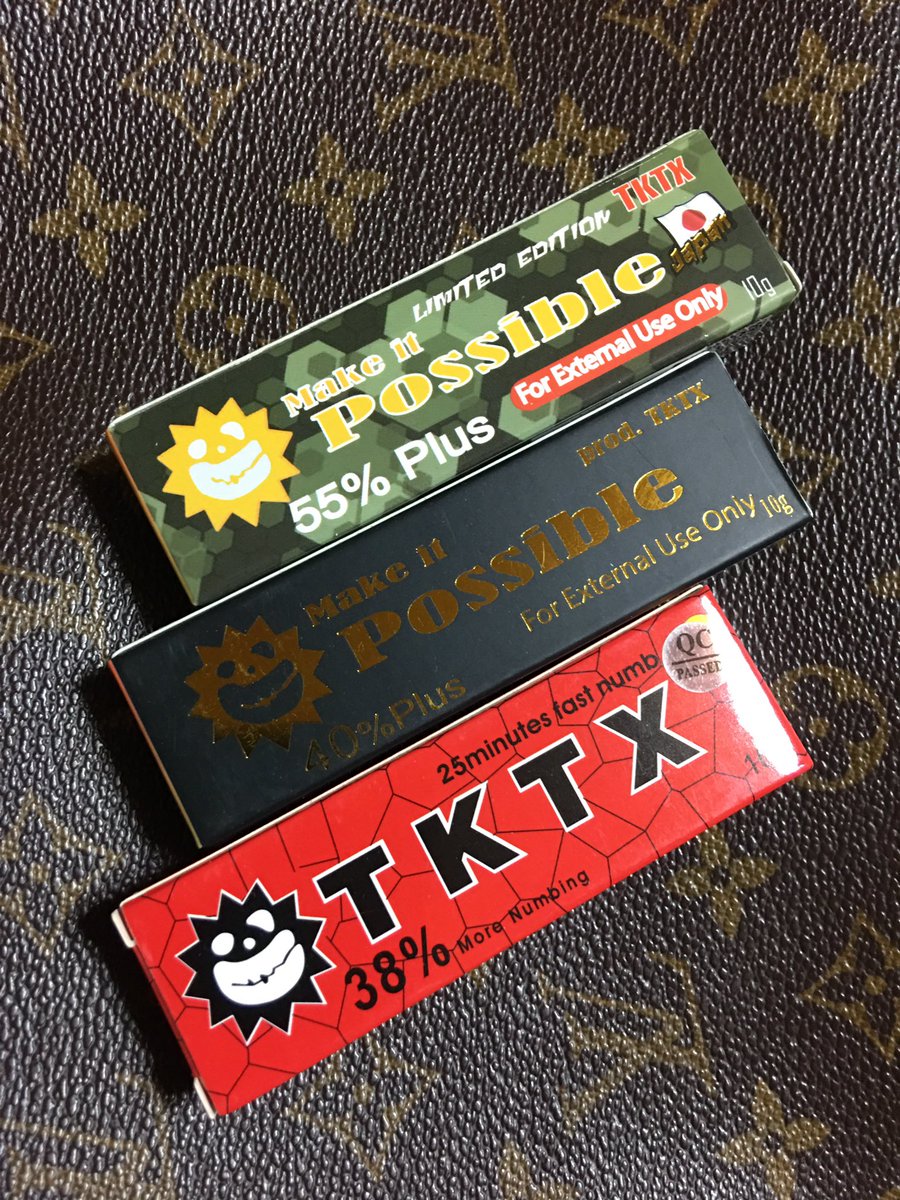 LIMITED EDITION TKTX
Make it
Possible
Japan
55% Plus
For External Use Only
10g
prod. TKTX
Make it
Possible
40% Plus
For External Use Only
10g
25minutes fast numb
QC
PASSED
TKTX
38% More Numbing